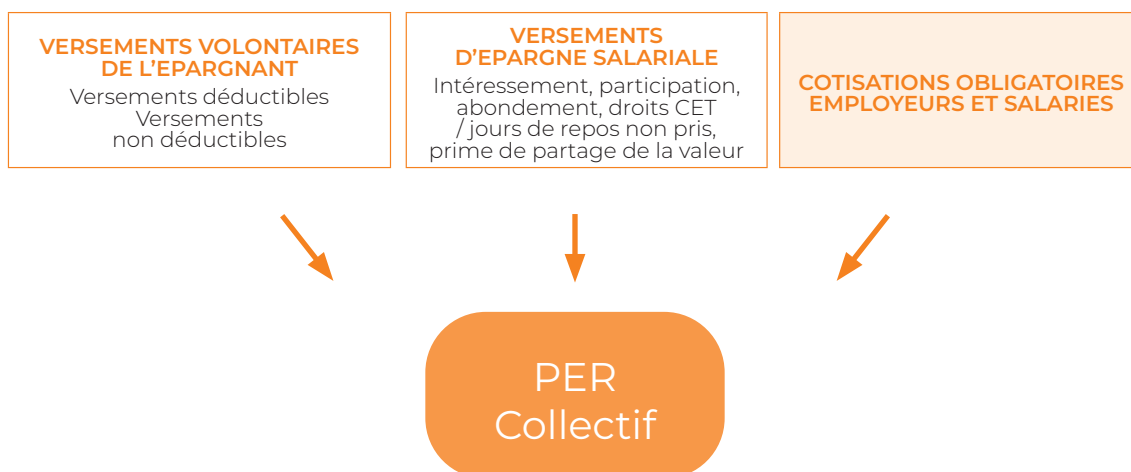 VERSEMENTS VOLONTAIRES
DE L’EPARGNANT
Versements déductibles
Versements
non déductibles
VERSEMENTS
D’EPARGNE SALARIALE
Intéressement, participation,
abondement, droits CET
/ jours de repos non pris,
prime de partage de la valeur
COTISATIONS OBLIGATOIRES
EMPLOYEURS ET SALARIES
PER
Collectif